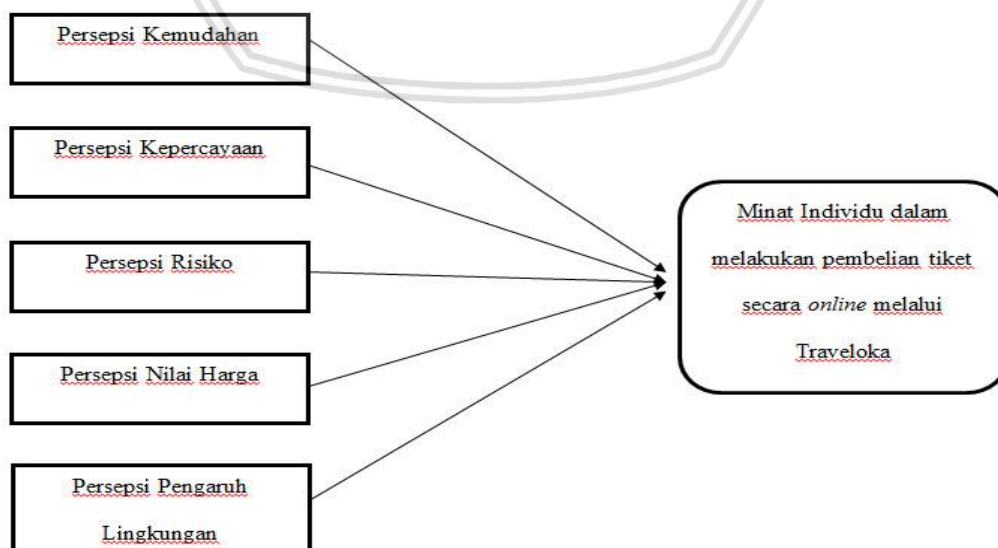 Persepsi Kemudahan
Persepsi Kepercayaan
Persepsi Risiko
Persepsi Nilai Harga
Persepsi Pengaruh
Lingkungan
Minat Individu dalam
melakukan pembelian tiket
secara online melalui
Traveloka